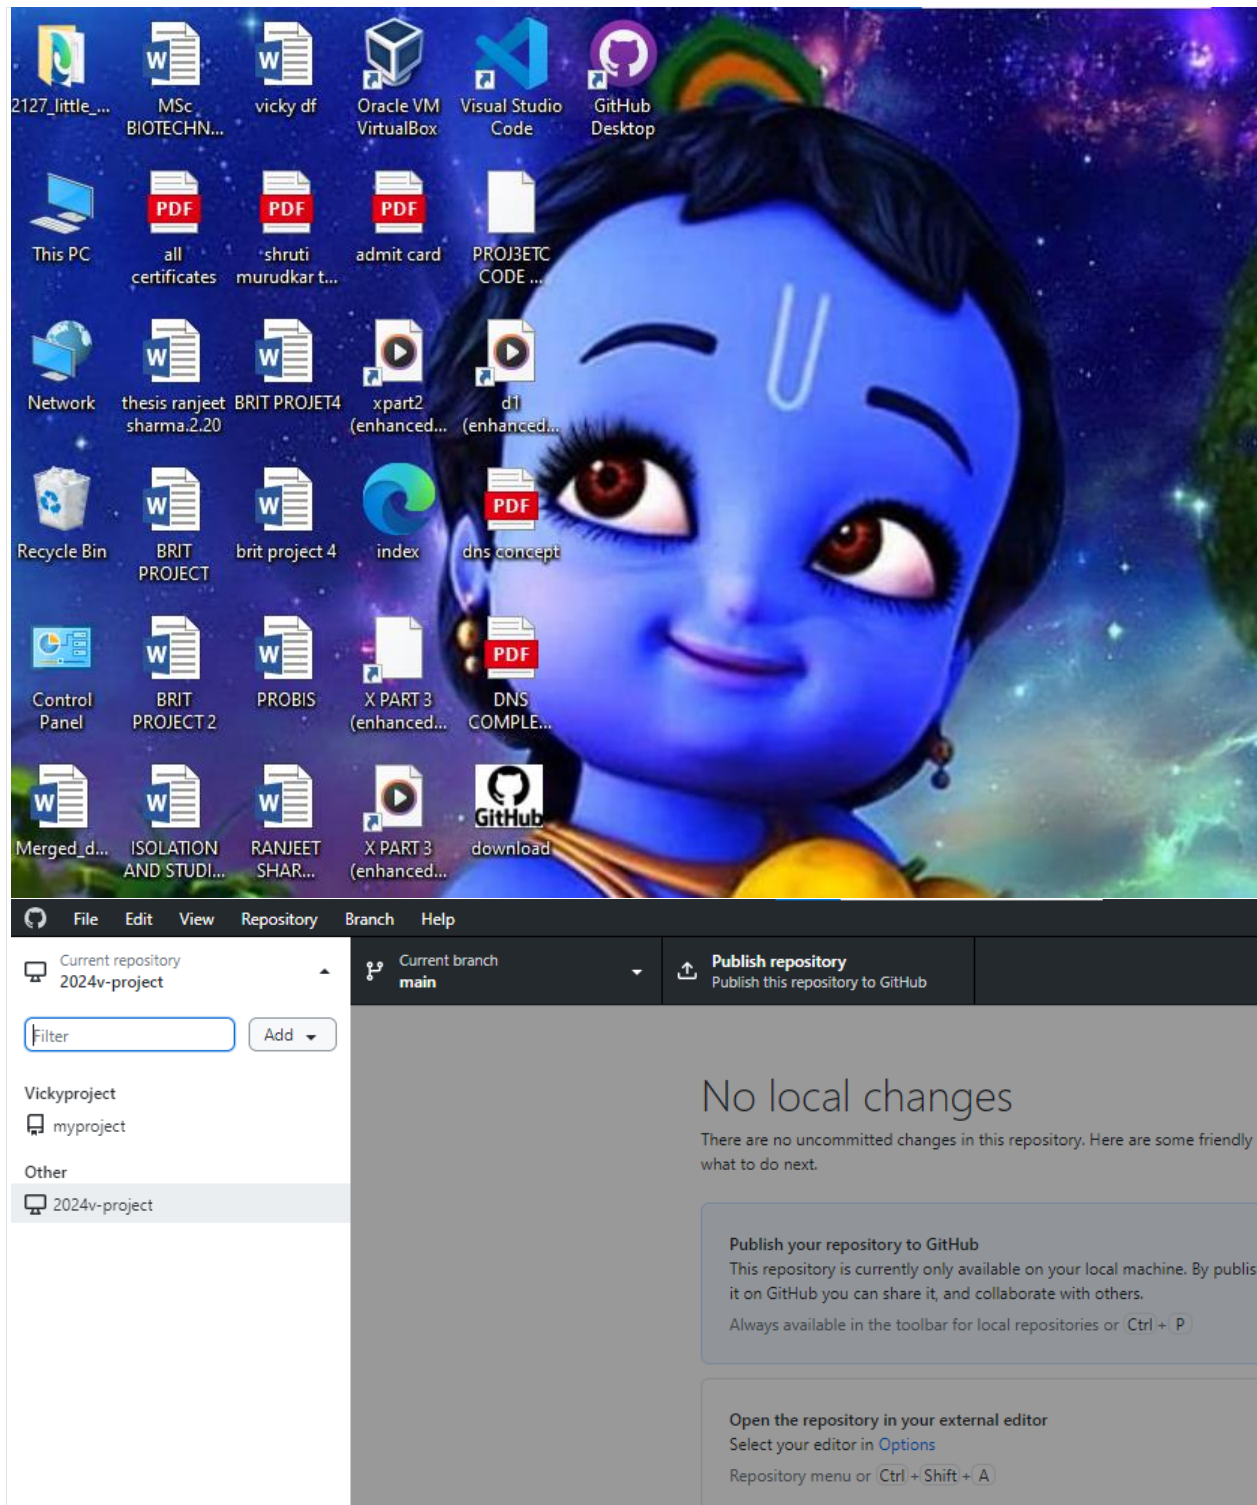 2127_little_...
MSc
BIOTECHN...
vicky df
Oracle VM
VirtualBox
Visual Studio
Code
GitHub
Desktop
This PC
PDF
all
certificates
PDF
shruti
murudkar t...
PDF
admit card
PROJ3ETC
CODE ...
Network
thesis ranjeet
sharma.2.20
BRIT PROJET4
xpart2
(enhanced...
d1
(enhanced...
Recycle Bin
BRIT
PROJECT
brit project 4
index
PDF
dns concept
Control
Panel
BRIT
PROJECT 2
PROBIS
X PART 3
(enhanced...
PDF
DNS
COMPLE...
Merged_d...
ISOLATION
AND STUDI...
RANJEET
SHAR...
X PART 3
(enhanced...
GitHub
download
File Edit View Repository Branch Help
Current repository
2024v-project
Current branch
main
Publish repository
Publish this repository to GitHub
Filter
Add
Vickyproject
myproject
Other
2024v-project
No local changes
There are no uncommitted changes in this repository. Here are some friendly
what to do next.
Publish your repository to GitHub
This repository is currently only available on your local machine. By publis
it on GitHub you can share it, and collaborate with others.
Always available in the toolbar for local repositories or Ctrl + P
Open the repository in your external editor
Select your editor in Options
Repository menu or Ctrl + Shift + A